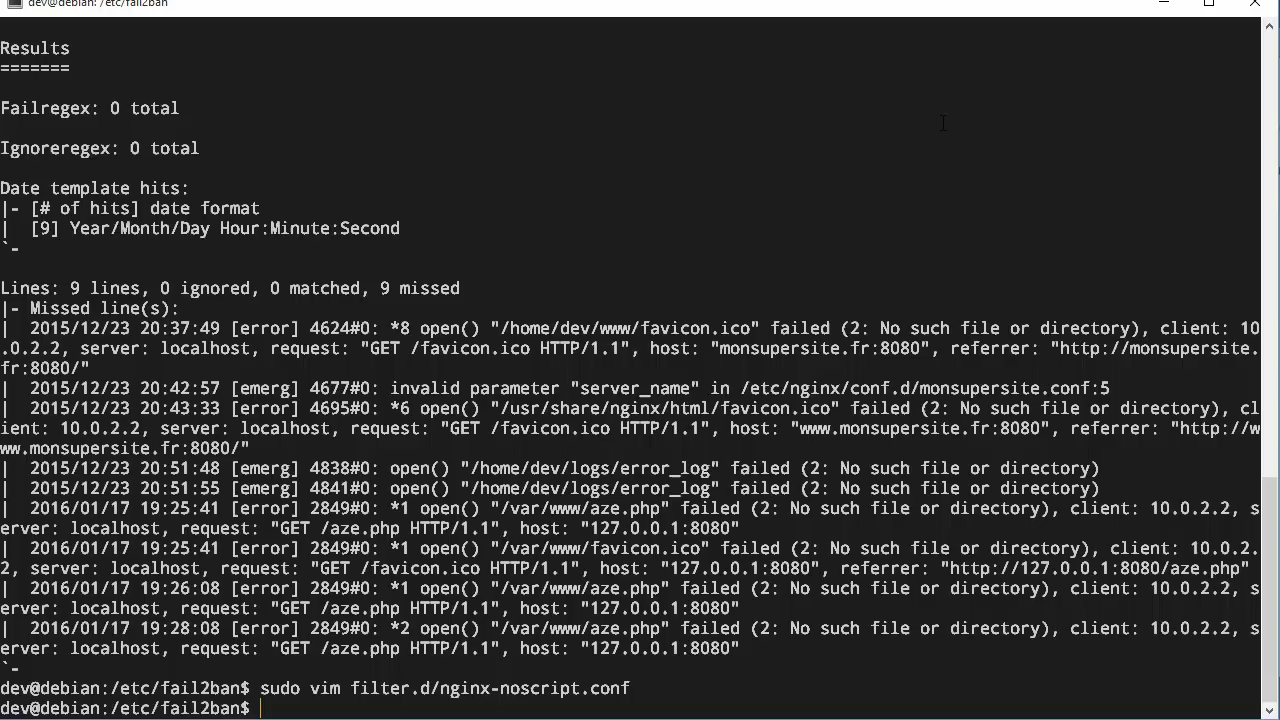 dev@debian: /etc/fail2ban
Results
=======
Failregex: 0 total
Ignoreregex: 0 total
Date template hits:
|- [# of hits] date format
|  [9] Year/Month/Day Hour:Minute:Second
`-
Lines: 9 lines, 0 ignored, 0 matched, 9 missed
|- Missed line(s):
|  2015/12/23 20:37:49 [error] 4624#0: *8 open() "/home/dev/www/favicon.ico" failed (2: No such file or directory), client: 10
.0.2.2, server: localhost, request: "GET /favicon.ico HTTP/1.1", host: "monsupersite.fr:8080", referrer: "http://monsupersite.
fr:8080/"
|  2015/12/23 20:42:57 [emerg] 4677#0: invalid parameter "server_name" in /etc/nginx/conf.d/monsupersite.conf:5
|  2015/12/23 20:43:33 [error] 4695#0: *6 open() "/usr/share/nginx/html/favicon.ico" failed (2: No such file or directory), cl
ient: 10.0.2.2, server: localhost, request: "GET /favicon.ico HTTP/1.1", host: "www.monsupersite.fr:8080", referrer: "http://w
ww.monsupersite.fr:8080/"
|  2015/12/23 20:51:48 [emerg] 4838#0: open() "/home/dev/logs/error_log" failed (2: No such file or directory)
|  2015/12/23 20:51:55 [emerg] 4841#0: open() "/home/dev/logs/error_log" failed (2: No such file or directory)
|  2016/01/17 19:25:41 [error] 2849#0: *1 open() "/var/www/aze.php" failed (2: No such file or directory), client: 10.0.2.2, s
erver: localhost, request: "GET /aze.php HTTP/1.1", host: "127.0.0.1:8080"
|  2016/01/17 19:25:41 [error] 2849#0: *1 open() "/var/www/favicon.ico" failed (2: No such file or directory), client: 10.0.2.
2, server: localhost, request: "GET /favicon.ico HTTP/1.1", host: "127.0.0.1:8080", referrer: "http://127.0.0.1:8080/aze.php"
|  2016/01/17 19:26:08 [error] 2849#0: *1 open() "/var/www/aze.php" failed (2: No such file or directory), client: 10.0.2.2, s
erver: localhost, request: "GET /aze.php HTTP/1.1", host: "127.0.0.1:8080"
|  2016/01/17 19:28:08 [error] 2849#0: *2 open() "/var/www/aze.php" failed (2: No such file or directory), client: 10.0.2.2, s
erver: localhost, request: "GET /aze.php HTTP/1.1", host: "127.0.0.1:8080"
`-
dev@debian:/etc/fail2ban$ sudo vim filter.d/nginx-noscript.conf
dev@debian:/etc/fail2ban$